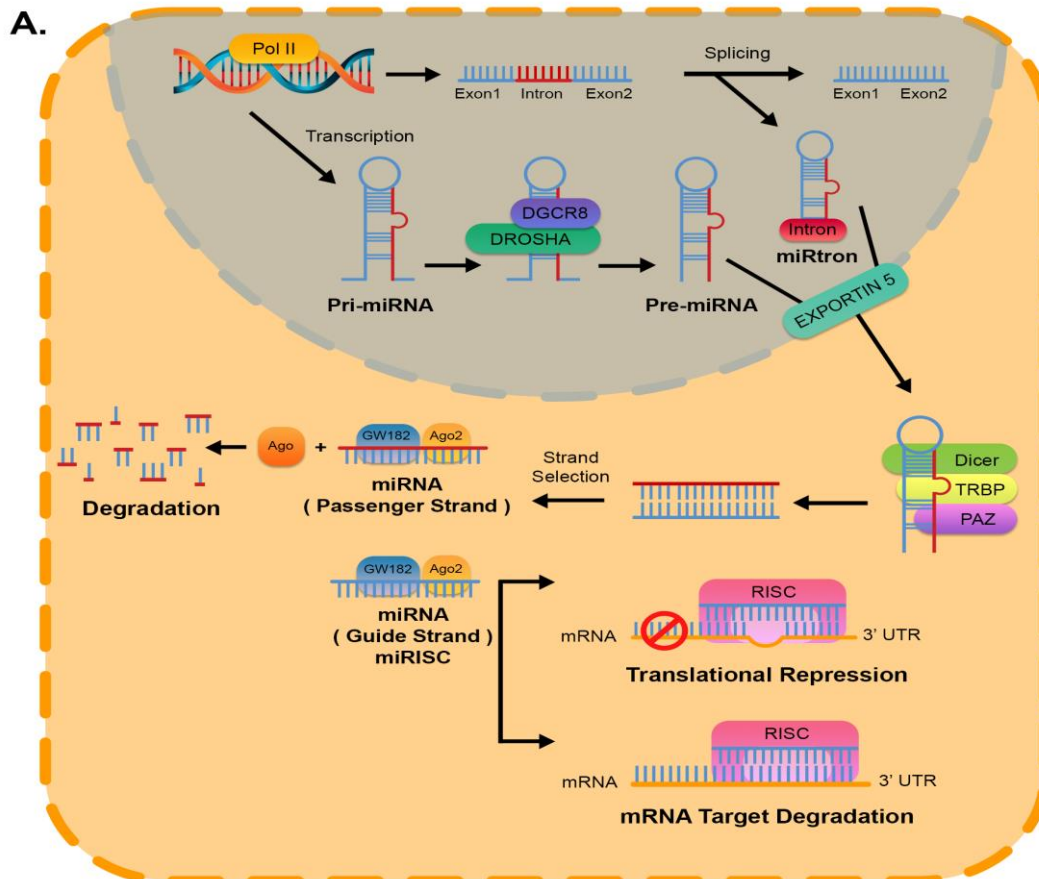 A.
Pol II
Splicing
Exon1 Intron Exon2
Exon1 Exon2
Transcription
DGCR8
DROSHA
Intron
miRtron
Pri-miRNA
Pre-miRNA
EXPORTIN 5
GW182 Ago2
Ago +
Strand
Selection
Dicer
TRBP
PAZ
Degradation
miRNA
( Passenger Strand )
GW182 Ago2
miRNA
( Guide Strand )
miRISC
RISC
mRNA 3' UTR
Translational Repression
RISC
mRNA 3' UTR
mRNA Target Degradation